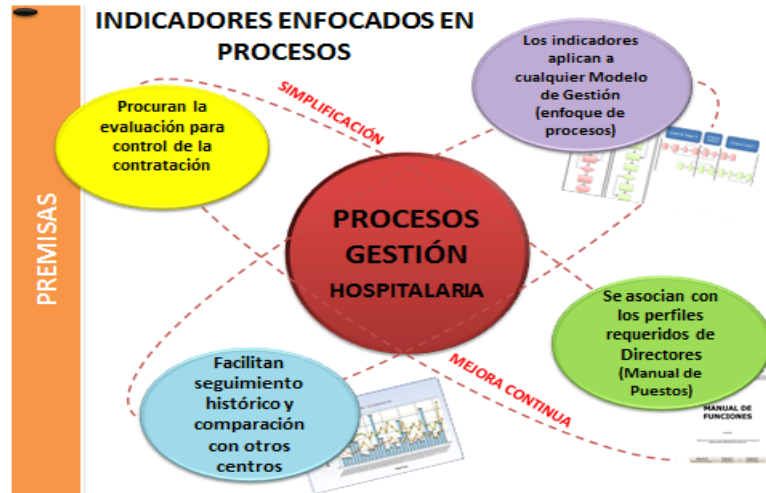 INDICADORES ENFOCADOS EN
PROCESOS
PREMISAS
Procuran la
evaluación para
control de la
contratación
SIMPLIFICACIÓN
Los indicadores
aplican a
cualquier Modelo
de Gestión
(enfoque de
procesos)
PROCESOS
GESTIÓN
HOSPITALARIA
Se asocian con
los perfiles
requeridos de
Directores
(Manual de
Puestos)
Facilitan
seguimiento
histórico y
comparación
con otros
centros
MEJORA CONTINUA
MANUAL DE
FUNCIONES